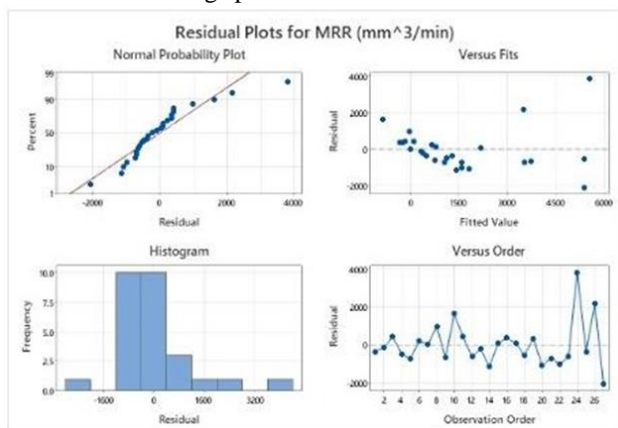 Residual Plots for MRR (mm^3/min)
Normal Probability Plot
Versus Fits
99
90
50
10
1
Percent
-2000 0 2000 4000
Residual
4000
2000
0
-2000
Residual
0 1500 3000 4500 6000
Fitted Value
Histogram
Versus Order
10.0
7.5
5.0
2.5
0.0
Frequency
-1600 0 1600 3200
Residual
4000
2000
0
-2000
Residual
2 4 6 8 10 12 14 16 18 20 22 24 26
Observation Order